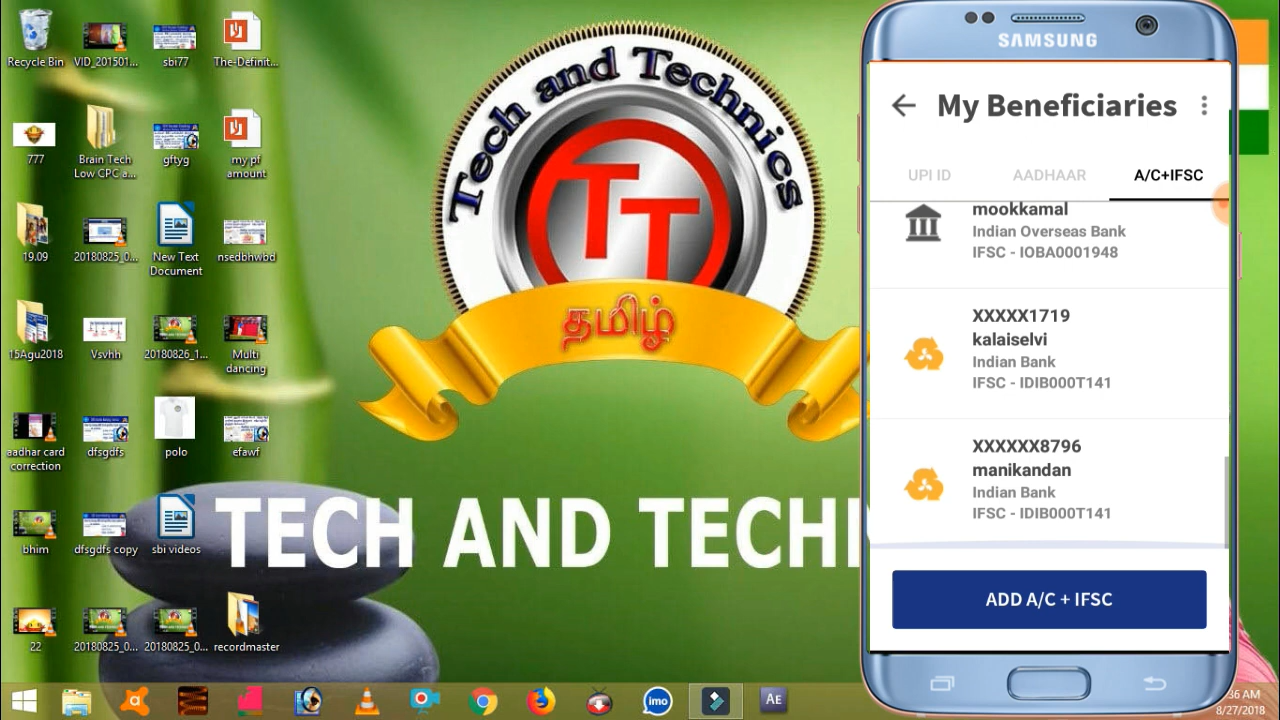 Recycle Bin
VID_201501...
sbi77
The-Definit...
777
Brain Tech
Low CPC a...
gftyg
my pf
amount
19.09
20180825_0...
New Text
Document
nsedbhwbd
15Agu2018
Vsvhh
20180826_1...
Multi
dancing
aadhar card
correction
dfsgdfs
polo
efawf
bhim
dfsgdfs copy
sbi videos
22
20180825_0...
20180825_0...
recordmaster
Tech and Technics
TT
தமிழ்
TECH AND TECH
SAMSUNG
My Beneficiaries
UPI ID
AADHAAR
A/C+IFSC
mookkamal
Indian Overseas Bank
IFSC - IOBA0001948
XXXXX1719
kalaiselvi
Indian Bank
IFSC - IDIB000T141
XXXXXX8796
manikandan
Indian Bank
IFSC - IDIB000T141
ADD A/C + IFSC
imo
AE
:36 AM
8/27/2018